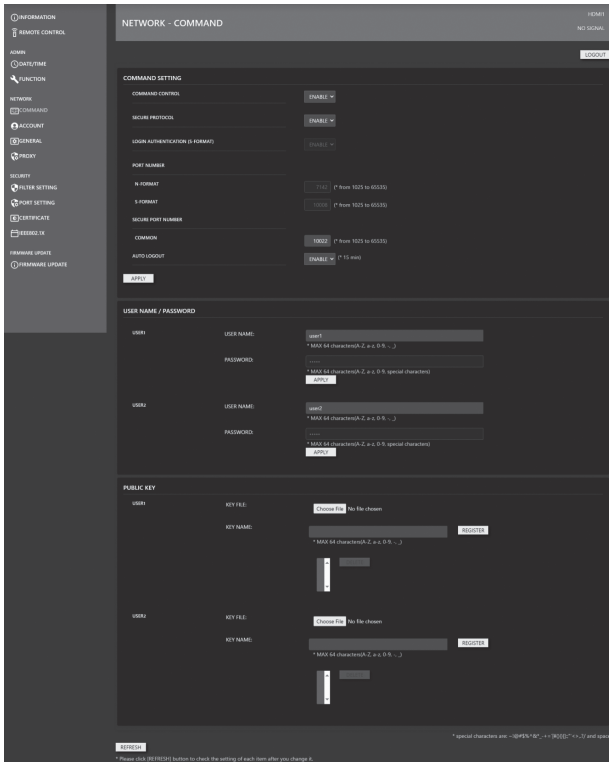 INFORMATION
REMOTE CONTROL
ADMIN
DATE/TIME
FUNCTION
NETWORK
COMMAND
ACCOUNT
GENERAL
PROXY
SECURITY
FILTER SETTING
PORT SETTING
CERTIFICATE
IEEE802.1X
FIRMWARE UPDATE
FIRMWARE UPDATE
NETWORK - COMMAND
HDMI1
NO SIGNAL
LOGOUT
COMMAND SETTING
COMMAND CONTROL ENABLE
SECURE PROTOCOL ENABLE
LOGIN AUTHENTICATION (S-FORMAT) ENABLE
PORT NUMBER
N-FORMAT 7142 (* from 1025 to 65535)
S-FORMAT 10008 (* from 1025 to 65535)
SECURE PORT NUMBER
COMMON 10022 (* from 1025 to 65535)
AUTO LOGOUT ENABLE (* 15 min)
APPLY
USER NAME / PASSWORD
USER1 USER NAME: user1
* MAX 64 characters(A-Z, a-z, 0-9, -, _)
PASSWORD: ······
* MAX 64 characters(A-Z, a-z, 0-9, special characters)
APPLY
USER2 USER NAME: user2
* MAX 64 characters(A-Z, a-z, 0-9, -, _)
PASSWORD: ······
* MAX 64 characters(A-Z, a-z, 0-9, special characters)
APPLY
PUBLIC KEY
USER1 KEY FILE: Choose File No file chosen
KEY NAME: REGISTER
* MAX 64 characters(A-Z, a-z, 0-9, -, _)
USER2 KEY FILE: Choose File No file chosen
KEY NAME: REGISTER
* MAX 64 characters(A-Z, a-z, 0-9, -, _)
* special characters are: and space
REFRESH
* Please click [REFRESH] button to check the setting of each item after you change it.